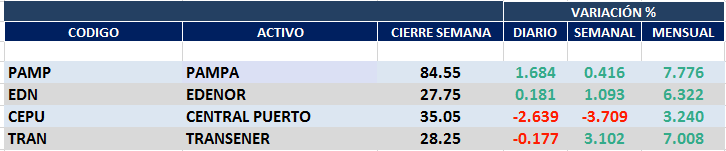 VARIACIÓN %
CODIGO ACTIVO CIERRE SEMANA DIARIO SEMANAL MENSUAL
PAMP PAMPA 84.55 1.684 0.416 7.776
EDN EDENOR 27.75 0.181 1.093 6.322
CEPU CENTRAL PUERTO 35.05 -2.639 -3.709 3.240
TRAN TRANSENER 28.25 -0.177 3.102 7.008